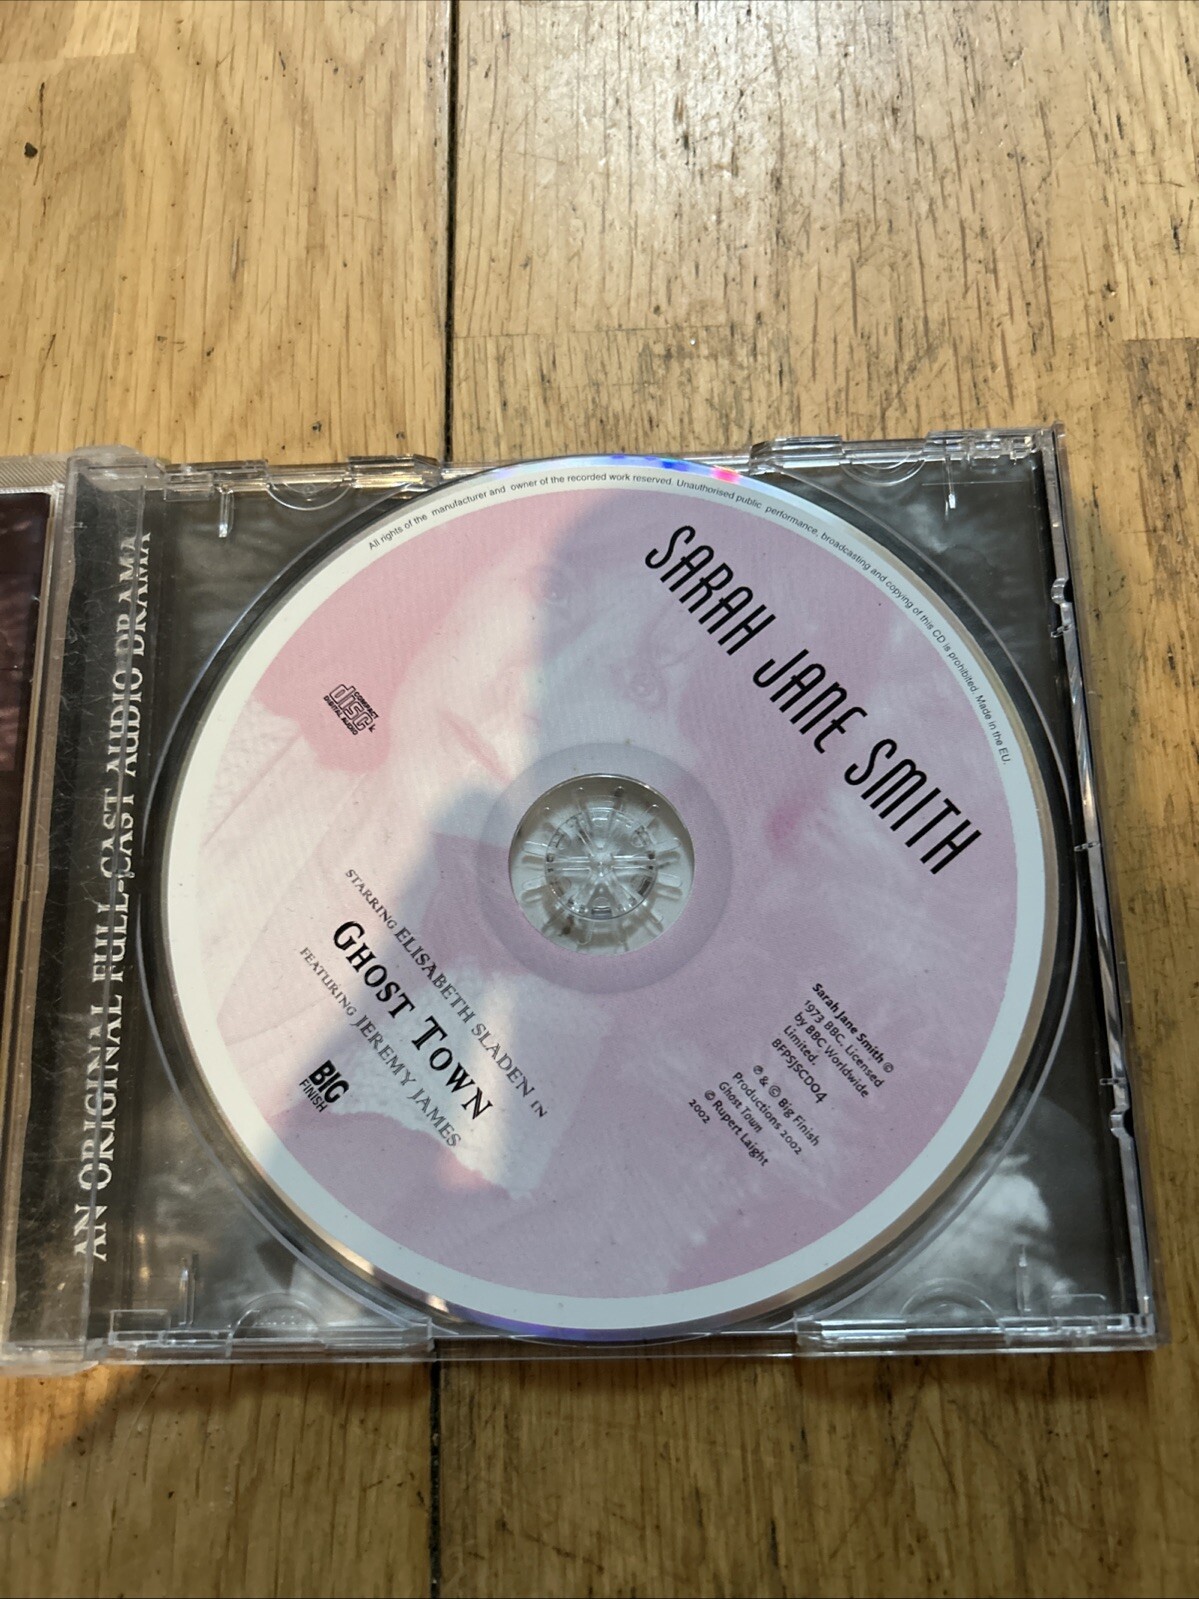 All rights of the manufacturer and owner of the recorded work reserved. Unauthorised public performance, broadcasting and copying of this CD is prohibited. Made in the EU.
SARAH JANE SMITH
COMPACT
disc
DIGITAL AUDIO
STARRING ELISABETH SLADEN IN
GHOST TOWN
FEATURING JEREMY JAMES
BIG
FINISH
Sarah Jane Smith ©
1973 BBC. Licensed
by BBC Worldwide
Limited.
BFPSJSCD04
℗ & © Big Finish
Productions 2002
Ghost Town
© Rupert Laight
2002
AN ORIGINAL FULL-CAST AUDIO DRAMA